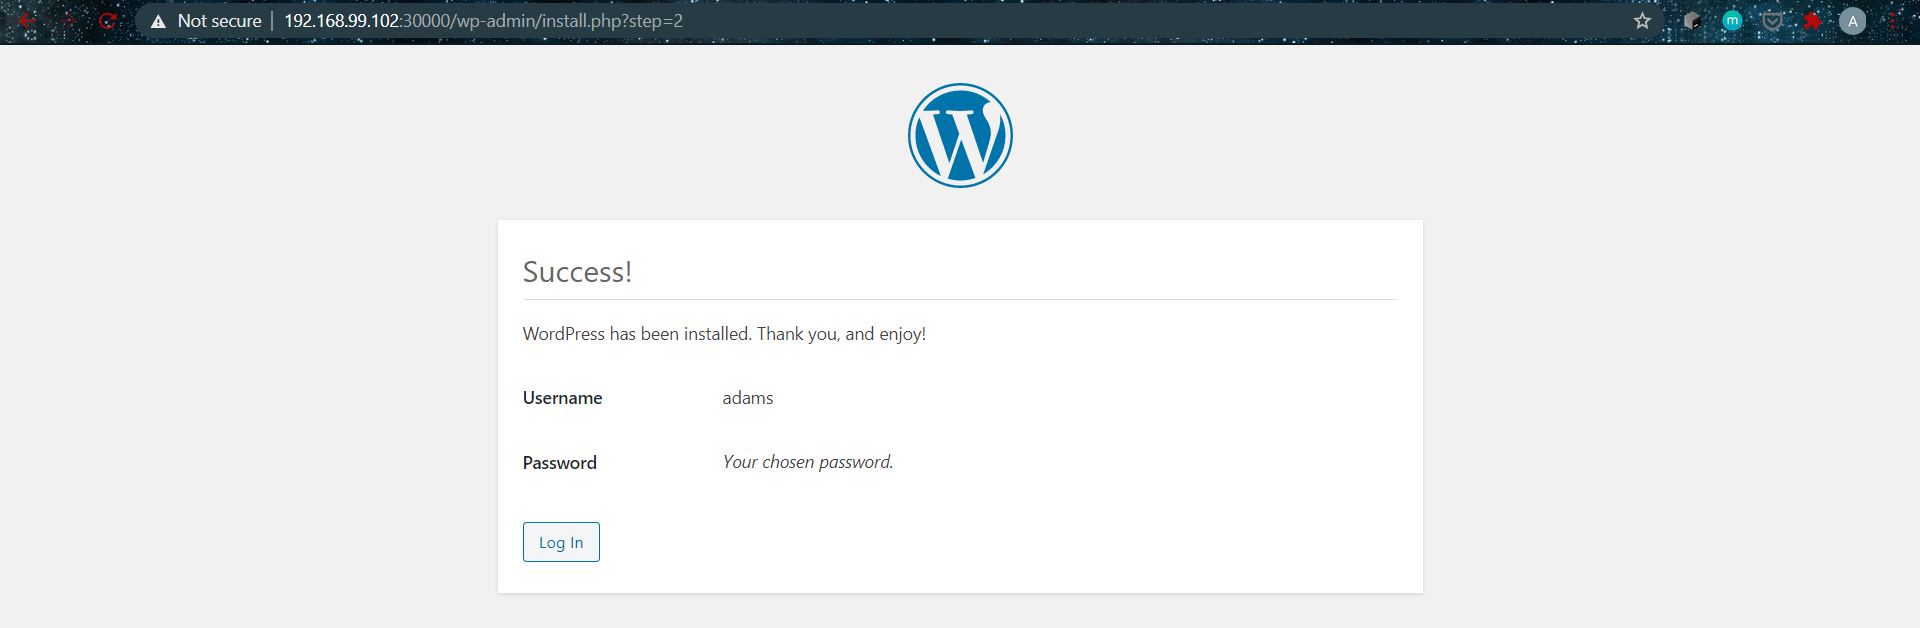 Not secure | 192.168.99.102:30000/wp-admin/install.php?step=2
m
A
W
Success!
WordPress has been installed. Thank you, and enjoy!
Username adams
Password Your chosen password.
Log In